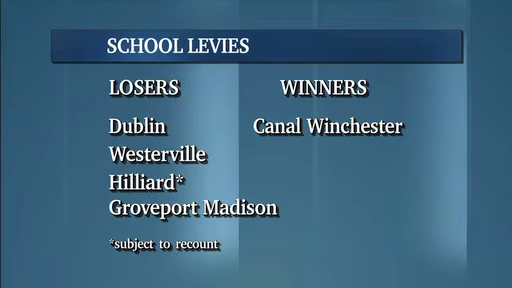 SCHOOL LEVIES
LOSERS WINNERS
Dublin Canal Winchester
Westerville
Hilliard*
Groveport Madison
*subject to recount